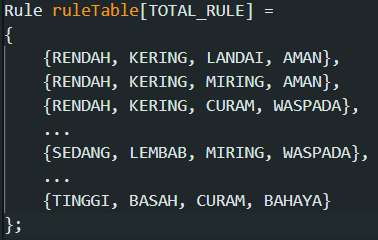 Rule ruleTable[TOTAL_RULE] =
{
{RENDAH, KERING, LANDAI, AMAN},
{RENDAH, KERING, MIRING, AMAN},
{RENDAH, KERING, CURAM, WASPADA},
...
{SEDANG, LEMBAB, MIRING, WASPADA},
...
{TINGGI, BASAH, CURAM, BAHAYA}
};